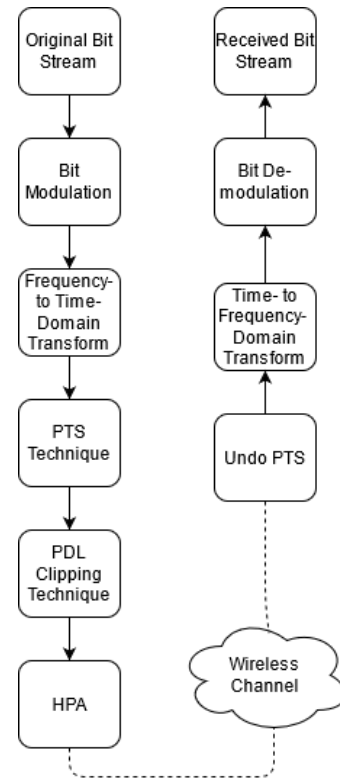 Original Bit
Stream
Bit
Modulation
Frequency-
to Time-
Domain
Transform
PTS
Technique
PDL
Clipping
Technique
HPA
Received Bit
Stream
Bit De-
modulation
Time- to
Frequency-
Domain
Transform
Undo PTS
Wireless
Channel